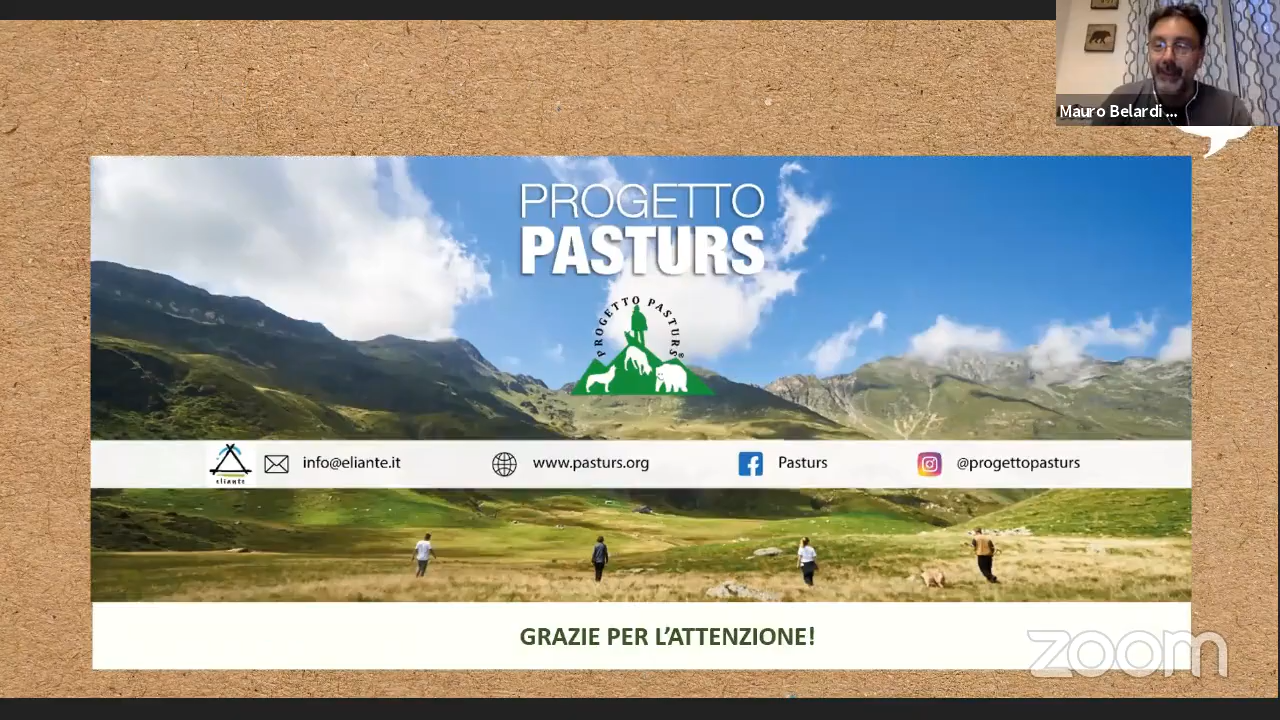 Mauro Belardi ...
PROGETTO
PASTURS
PROGETTO PASTURS®
eliante
info@eliante.it
www.pasturs.org
Pasturs
@progettopasturs
GRAZIE PER L'ATTENZIONE!
zoom